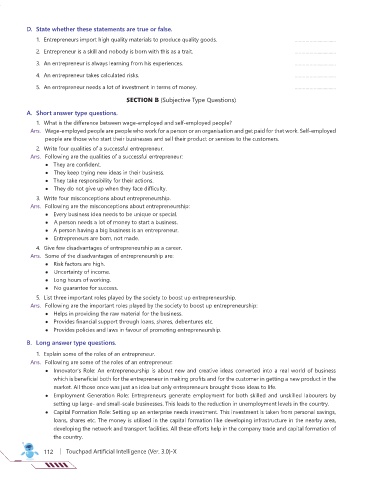 D. State whether these statements are true or false.
1. Entrepreneurs import high quality materials to produce quality goods. ........................
2. Entrepreneur is a skill and nobody is born with this as a trait. ........................
3. An entrepreneur is always learning from his experiences. ........................
4. An entrepreneur takes calculated risks. ........................
5. An entrepreneur needs a lot of investment in terms of money. ........................
SECTION B (Subjective Type Questions)
A. Short answer type questions.
1. What is the difference between wage-employed and self-employed people?
Ans. Wage-employed people are people who work for a person or an organisation and get paid for that work. Self-employed
people are those who start their businesses and sell their product or services to the customers.
2. Write four qualities of a successful entrepreneur.
Ans. Following are the qualities of a successful entrepreneur:
• They are confident.
• They keep trying new ideas in their business.
• They take responsibility for their actions.
• They do not give up when they face difficulty.
3. Write four misconceptions about entrepreneurship.
Ans. Following are the misconceptions about entrepreneurship:
• Every business idea needs to be unique or special.
• A person needs a lot of money to start a business.
• A person having a big business is an entrepreneur.
• Entrepreneurs are born, not made.
4. Give few disadvantages of entrepreneurship as a career.
Ans. Some of the disadvantages of entrepreneurship are:
• Risk factors are high.
• Uncertainty of income.
• Long hours of working.
• No guarantee for success.
5. List three important roles played by the society to boost up entrepreneurship.
Ans. Following are the important roles played by the society to boost up entrepreneurship:
• Helps in providing the raw material for the business.
• Provides financial support through loans, shares, debentures etc.
• Provides policies and laws in favour of promoting entrepreneurship.
B. Long answer type questions.
1. Explain some of the roles of an entrepreneur.
Ans. Following are some of the roles of an entrepreneur:
• Innovator's Role: An entrepreneurship is about new and creative ideas converted into a real world of business
which is beneficial both for the entrepreneur in making profits and for the customer in getting a new product in the
market. All those once was just an idea but only entrepreneurs brought those ideas to life.
• Employment Generation Role: Entrepreneurs generate employment for both skilled and unskilled labourers by
setting up large- and small-scale businesses. This leads to the reduction in unemployment levels in the country.
• Capital Formation Role: Setting up an enterprise needs investment. This investment is taken from personal savings,
loans, shares etc. The money is utilised in the capital formation like developing infrastructure in the nearby area,
developing the network and transport facilities. All these efforts help in the company trade and capital formation of
the country.
112 | Touchpad Artificial Intelligence (Ver. 3.0)-X